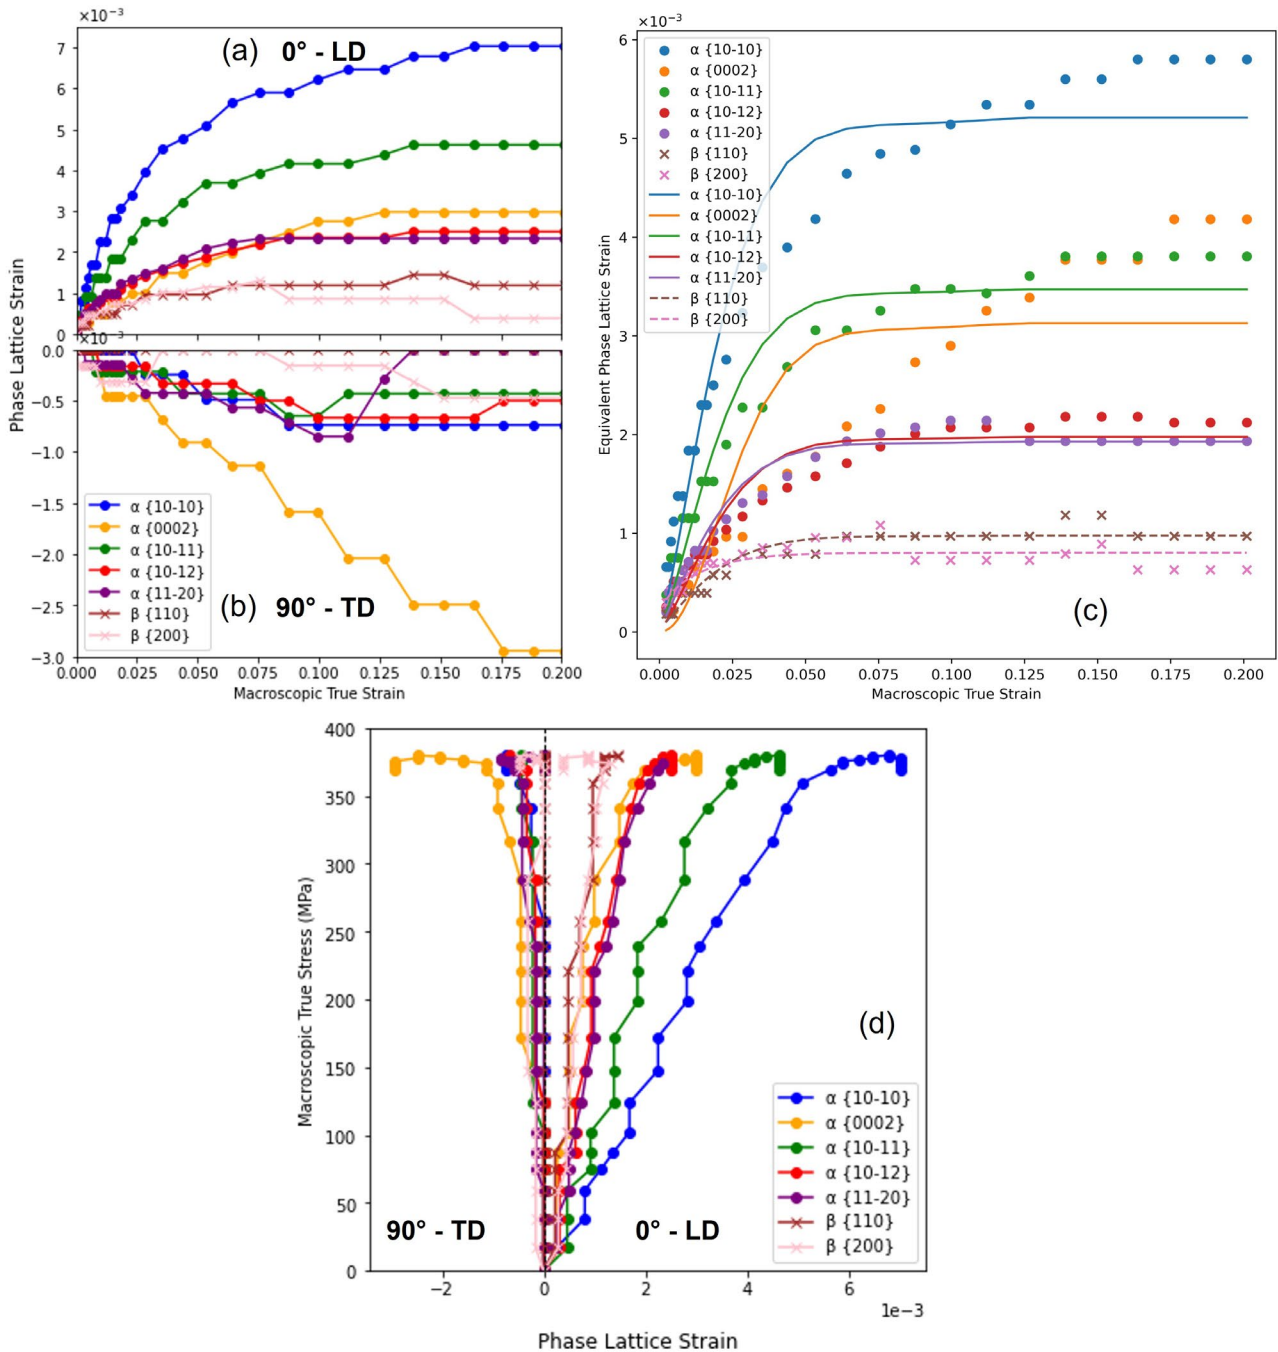 ×10⁻³
(a) 0° - LD
7
6
5
4
3
2
1
0
Phase Lattice Strain
×10⁻³
0.0
−0.5
−1.0
−1.5
−2.0
−2.5
−3.0
α {10-10}
α {0002}
α {10-11}
α {10-12}
α {11-20}
β {110}
β {200}
(b) 90° - TD
0.000 0.025 0.050 0.075 0.100 0.125 0.150 0.175 0.200
Macroscopic True Strain
×10⁻³
6
5
4
3
2
1
0
Equivalent Phase Lattice Strain
α {10-10}
α {0002}
α {10-11}
α {10-12}
α {11-20}
β {110}
β {200}
α {10-10}
α {0002}
α {10-11}
α {10-12}
α {11-20}
β {110}
β {200}
(c)
0.000 0.025 0.050 0.075 0.100 0.125 0.150 0.175 0.200
Macroscopic True Strain
400
350
300
250
200
150
100
50
0
Macroscopic True Stress (MPa)
(d)
90° - TD
0° - LD
α {10-10}
α {0002}
α {10-11}
α {10-12}
α {11-20}
β {110}
β {200}
−2 0 2 4 6
1e−3
Phase Lattice Strain